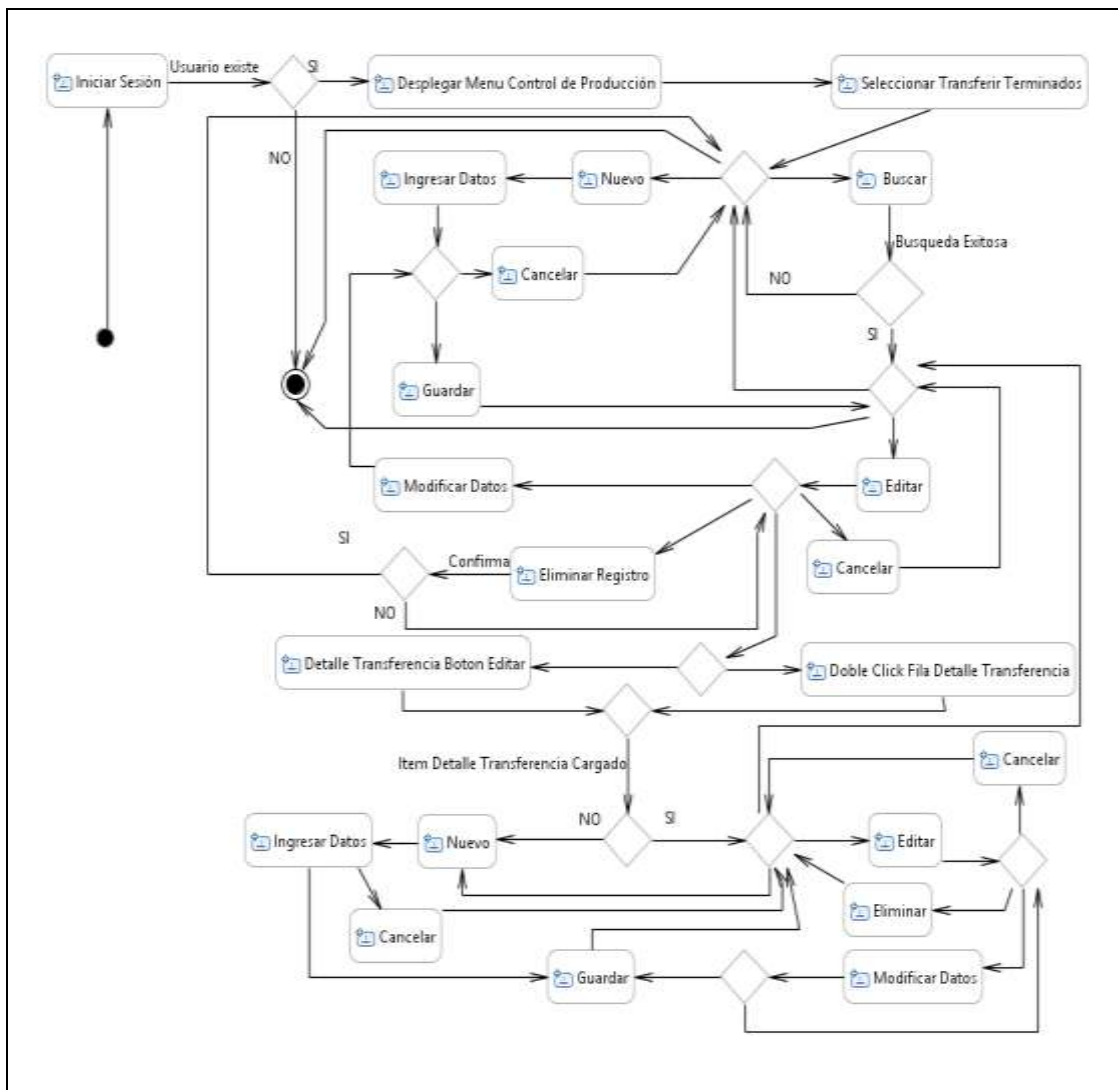 Usuario existe
SI
Iniciar Sesión
Desplegar Menu Control de Producción
Seleccionar Transferir Terminados
NO
Ingresar Datos
Nuevo
Buscar
Busqueda Exitosa
Cancelar
NO
SI
Guardar
Modificar Datos
Editar
SI
Confirma
Eliminar Registro
Cancelar
NO
Detalle Transferencia Boton Editar
Doble Click Fila Detalle Transferencia
Item Detalle Transferencia Cargado
Cancelar
NO
SI
Ingresar Datos
Nuevo
Editar
Eliminar
Cancelar
Guardar
Modificar Datos